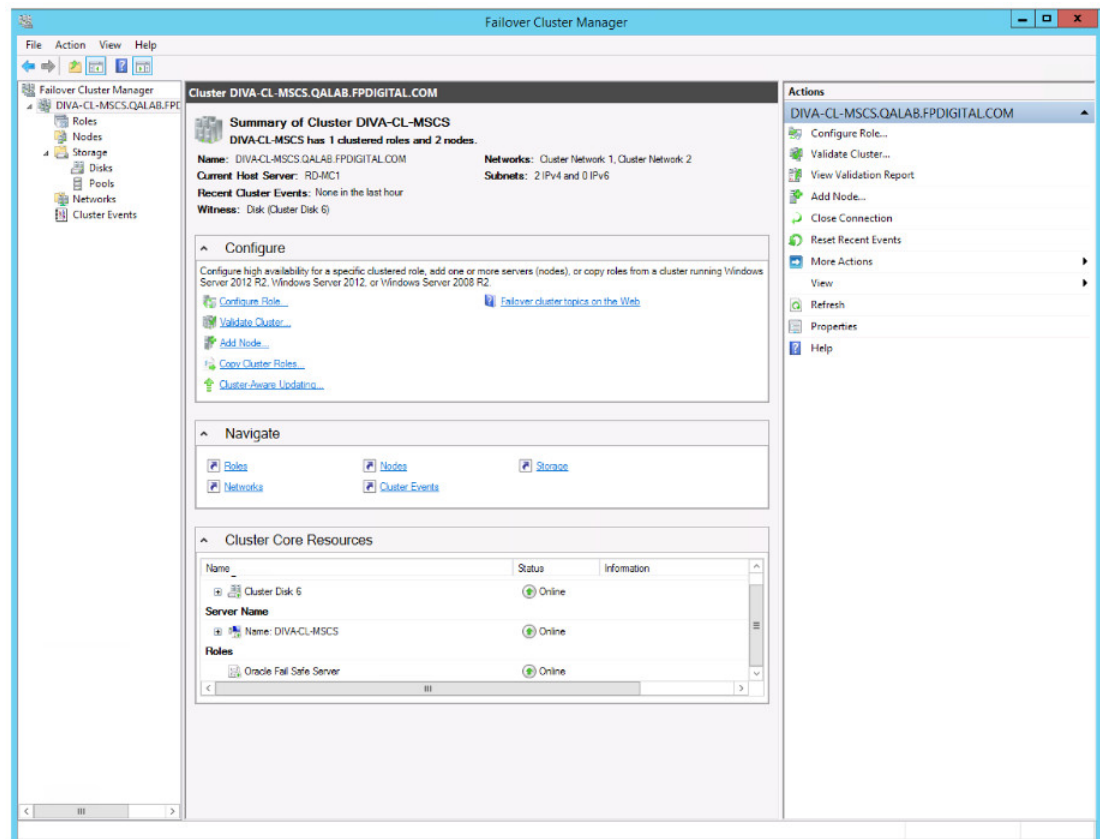 Failover Cluster Manager
File Action View Help
Failover Cluster Manager
DIVA-CL-MSCS.QALAB.FPD
Roles
Nodes
Storage
Disks
Pools
Networks
Cluster Events
Cluster DIVA-CL-MSCS.QALAB.FPDIGITAL.COM
Summary of Cluster DIVA-CL-MSCS
DIVA-CL-MSCS has 1 clustered roles and 2 nodes.
Name: DIVA-CL-MSCS.QALAB.FPDIGITAL.COM
Networks: Cluster Network 1, Cluster Network 2
Current Host Server: RD-MC1
Subnets: 2 IPv4 and 0 IPv6
Recent Cluster Events: None in the last hour
Witness: Disk (Cluster Disk 6)
Configure
Configure high availability for a specific clustered role, add one or more servers (nodes), or copy roles from a cluster running Windows
Server 2012 R2, Windows Server 2012, or Windows Server 2008 R2.
Configure Role...
Failover cluster topics on the Web
Validate Cluster...
Add Node...
Copy Cluster Roles...
Cluster-Aware Updating...
Navigate
Roles
Nodes
Storage
Networks
Cluster Events
Cluster Core Resources
Name Status Information
Cluster Disk 6 Online
Server Name
Name: DIVA-CL-MSCS Online
Roles
Oracle Fail Safe Server Online
Actions
DIVA-CL-MSCS.QALAB.FPDIGITAL.COM
Configure Role...
Validate Cluster...
View Validation Report
Add Node...
Close Connection
Reset Recent Events
More Actions
View
Refresh
Properties
Help